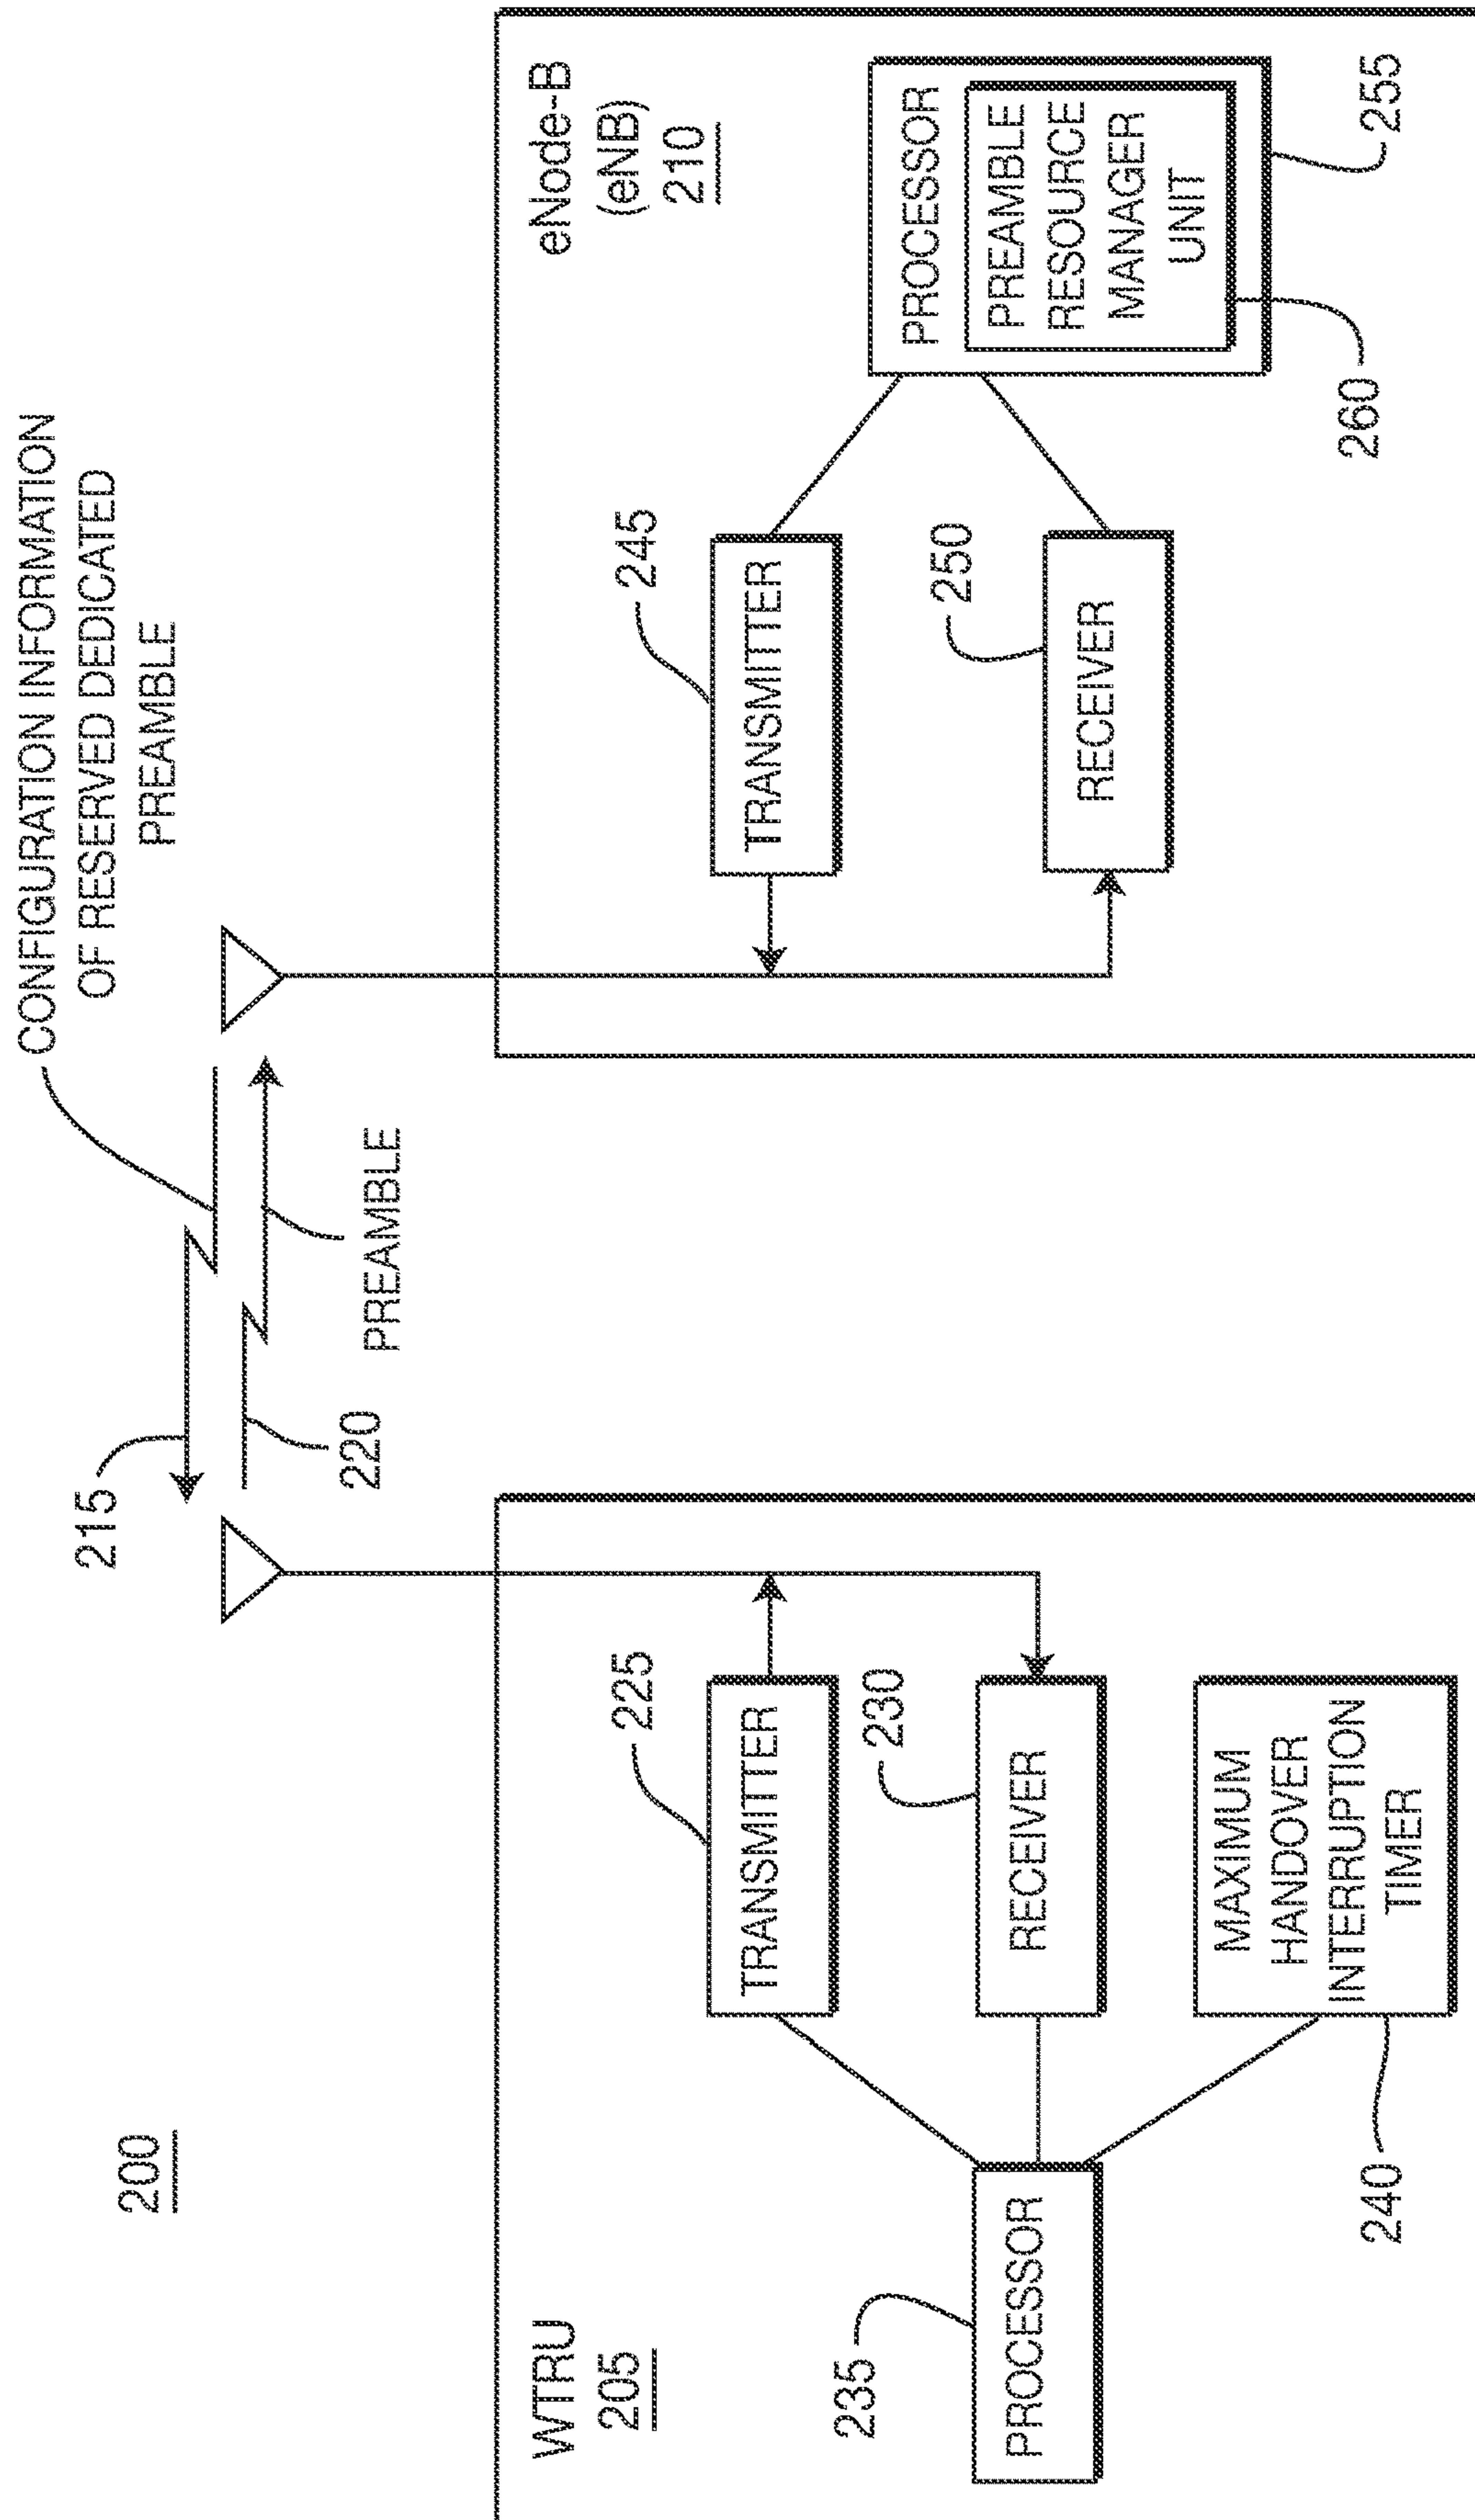 200
CONFIGURATION INFORMATION
OF RESERVED DEDICATED
PREAMBLE
215
220
PREAMBLE
WTRU
205
TRANSMITTER
225
RECEIVER
230
PROCESSOR
235
MAXIMUM
HANDOVER
INTERRUPTION
TIMER
240
eNode-B
(eNB)
210
TRANSMITTER
245
RECEIVER
250
PROCESSOR
PREAMBLE
RESOURCE
MANAGER
UNIT
260
255